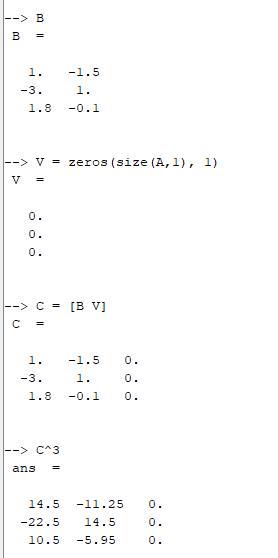 --> B
B  =

   1.   -1.5
  -3.    1.
   1.8  -0.1

--> V = zeros(size(A,1), 1)
V  =

   0.
   0.
   0.

--> C = [B V]
C  =

   1.   -1.5   0.
  -3.    1.    0.
   1.8  -0.1   0.

--> C^3
ans  =

   14.5  -11.25   0.
  -22.5   14.5    0.
   10.5  -5.95    0.